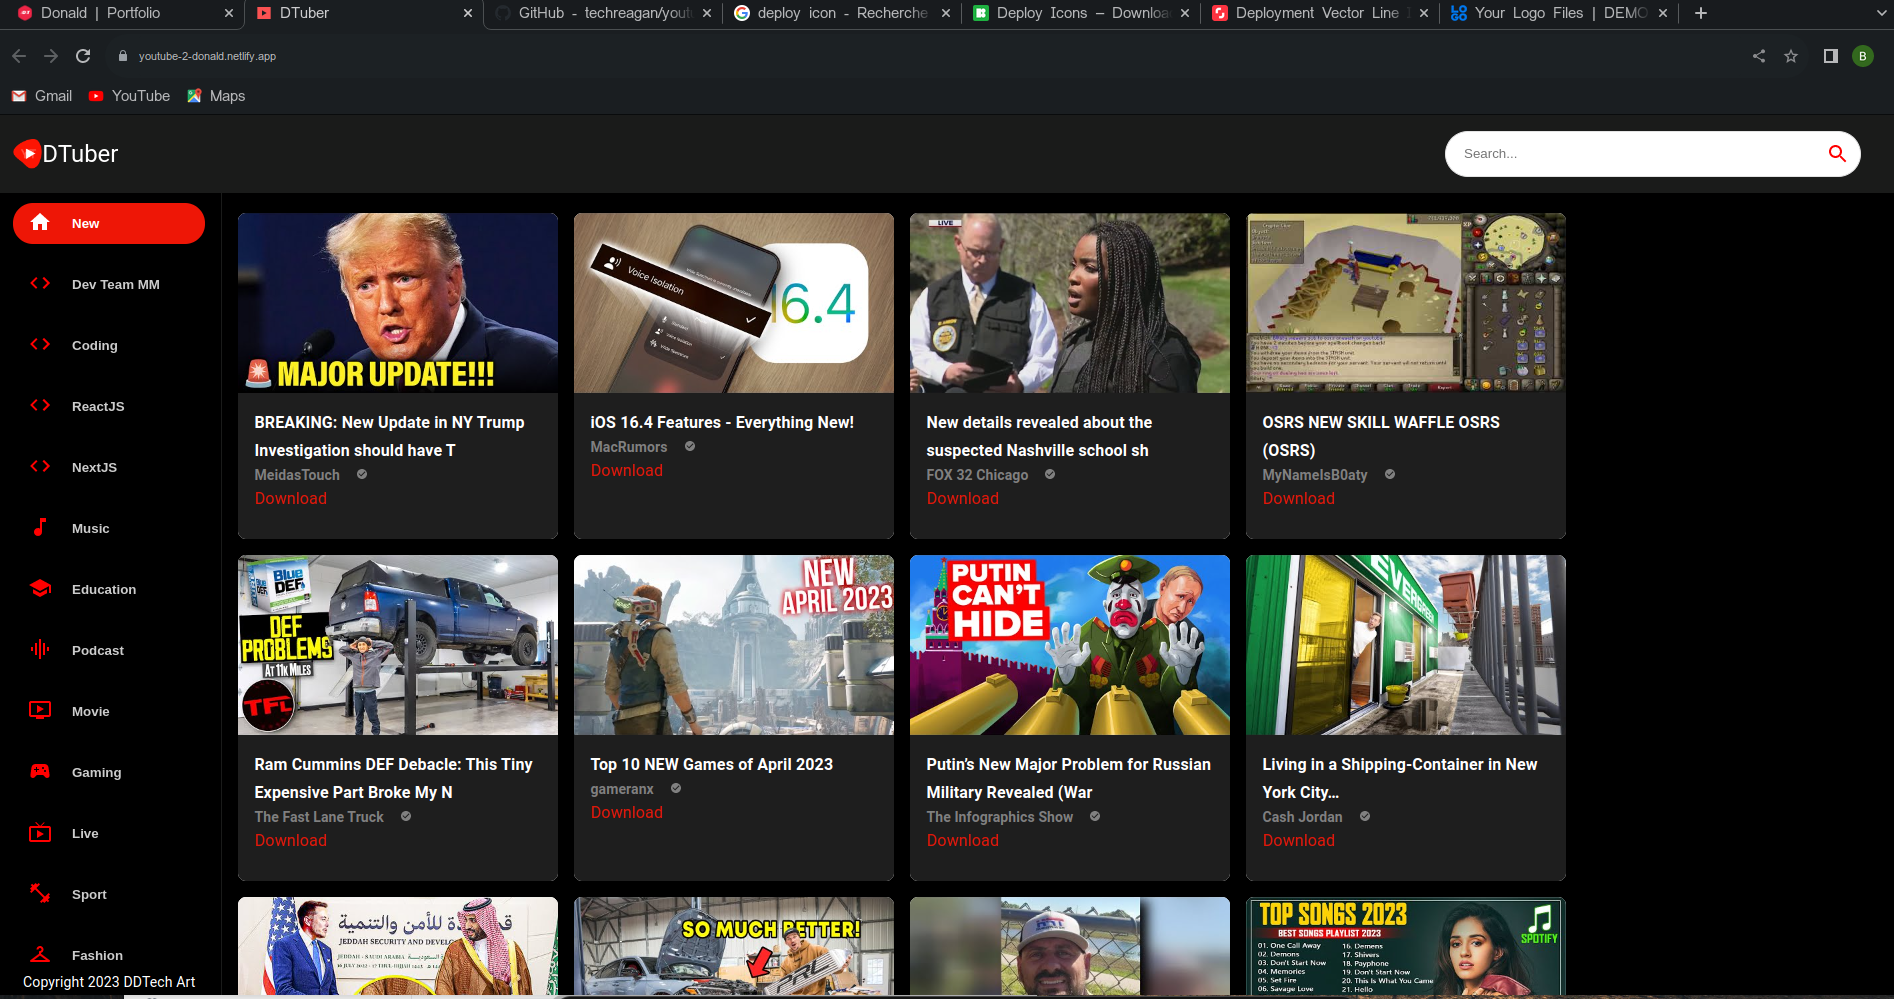 Donald | Portfolio
DTuber
GitHub - techreagan/yout
deploy icon - Recherche
Deploy Icons – Downloa
Deployment Vector Line
Your Logo Files | DEMO
youtube-2-donald.netlify.app
B
Gmail
YouTube
Maps
DTuber
Search...
New
Dev Team MM
Coding
ReactJS
NextJS
Music
Education
Podcast
Movie
Gaming
Live
Sport
Fashion
Copyright 2023 DDTech Art
MAJOR UPDATE!!!
BREAKING: New Update in NY Trump
Investigation should have T
MeidasTouch
Download
Voice Isolation
16.4
iOS 16.4 Features - Everything New!
MacRumors
Download
LIVE
New details revealed about the
suspected Nashville school sh
FOX 32 Chicago
Download
OSRS NEW SKILL WAFFLE OSRS
(OSRS)
MyNameIsB0aty
Download
Blue
DEF
DEF
PROBLEMS
AT 11K MILES
TFL
Ram Cummins DEF Debacle: This Tiny
Expensive Part Broke My N
The Fast Lane Truck
Download
NEW
APRIL 2023
Top 10 NEW Games of April 2023
gameranx
Download
PUTIN
CAN'T
HIDE
Putin’s New Major Problem for Russian
Military Revealed (War
The Infographics Show
Download
EVERGREEN
Living in a Shipping-Container in New
York City…
Cash Jordan
Download
للأمن والتنمية
JEDDAH SECURITY AND DEVELO
SO MUCH BETTER!
TOP SONGS 2023
BEST SONGS PLAYLIST 2023
SPOTIFY
01. One Call Away
02. Demons
03. Don't Start Now
04. Memories
05. Set Fire
06. Savage Love
16. Demens
17. Shivers
18. Payphone
19. Don't Start Now
20. This Is What You Came
21. Hello